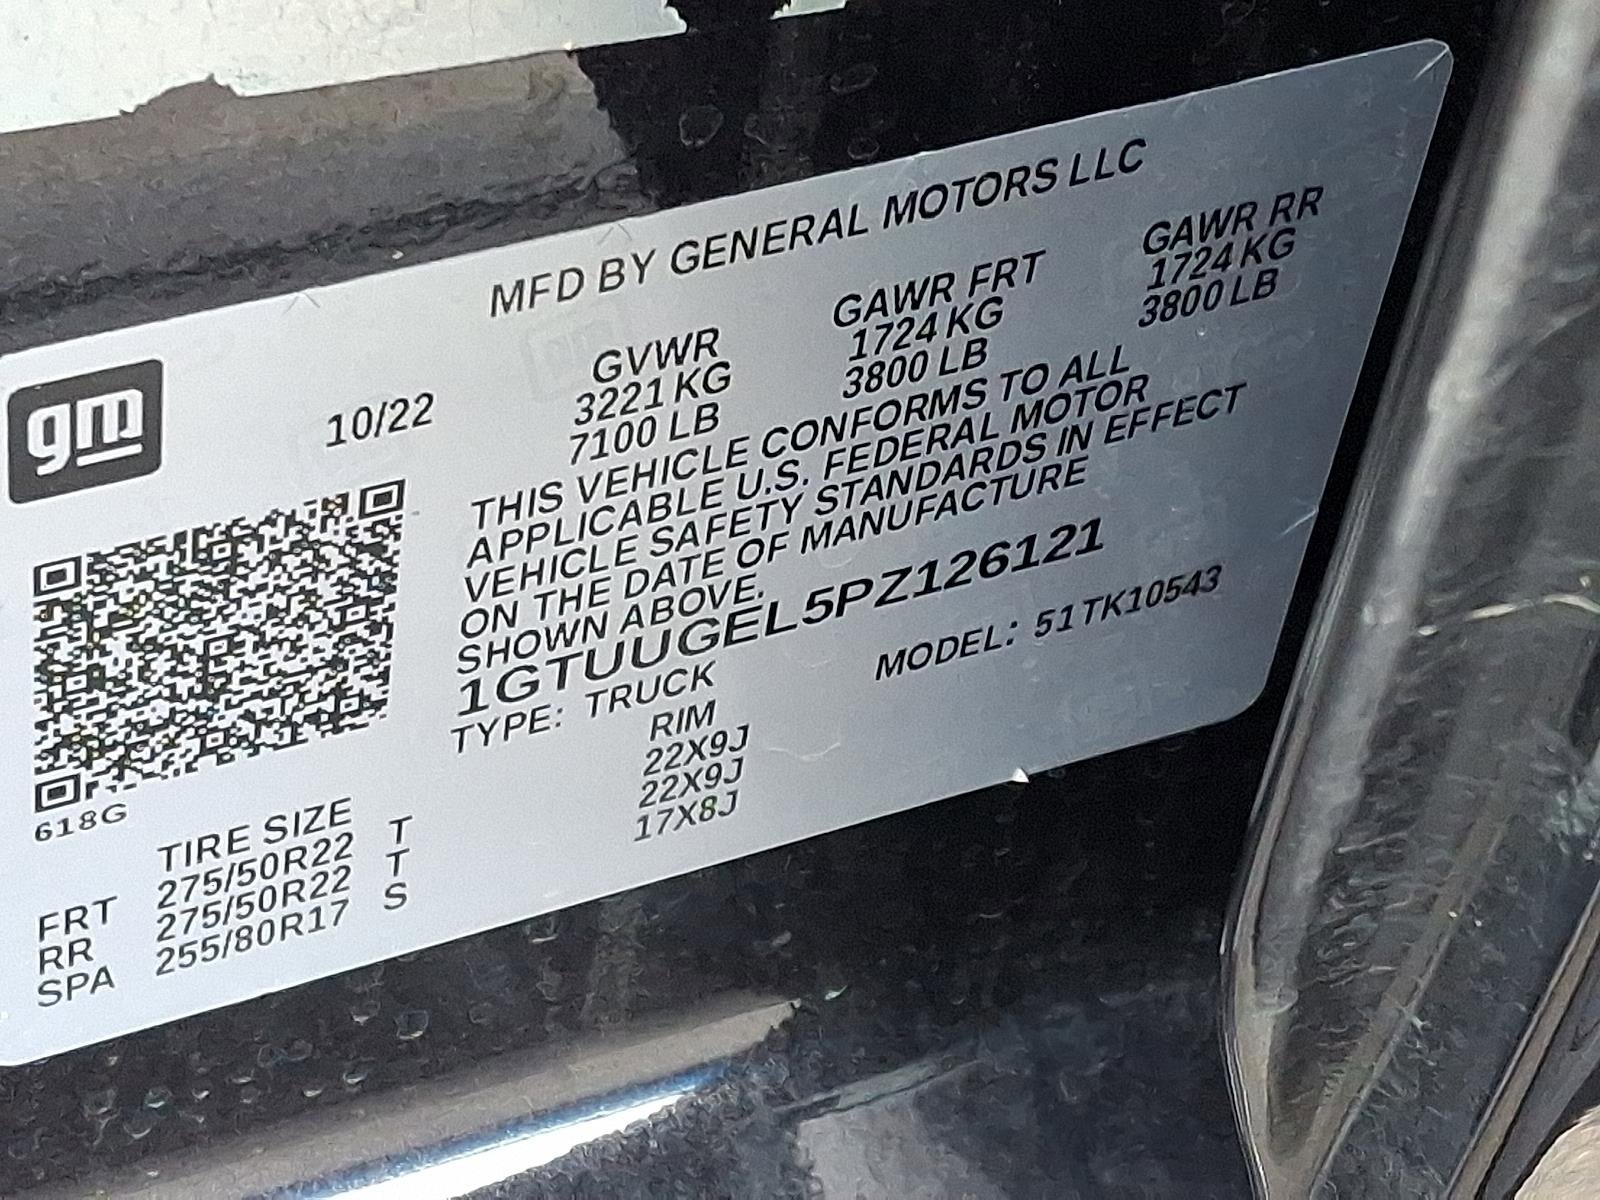 MFD BY GENERAL MOTORS LLC
gm
10/22
GVWR GAWR FRT GAWR RR
3221 KG 1724 KG 1724 KG
7100 LB 3800 LB 3800 LB
THIS VEHICLE CONFORMS TO ALL
APPLICABLE U.S. FEDERAL MOTOR
VEHICLE SAFETY STANDARDS IN EFFECT
ON THE DATE OF MANUFACTURE
SHOWN ABOVE.
1GTUUGEL5PZ126121
TYPE: TRUCK MODEL: 51TK10543
618G
TIRE SIZE RIM
FRT 275/50R22 T 22X9J
RR 275/50R22 T 22X9J
SPA 255/80R17 S 17X8J